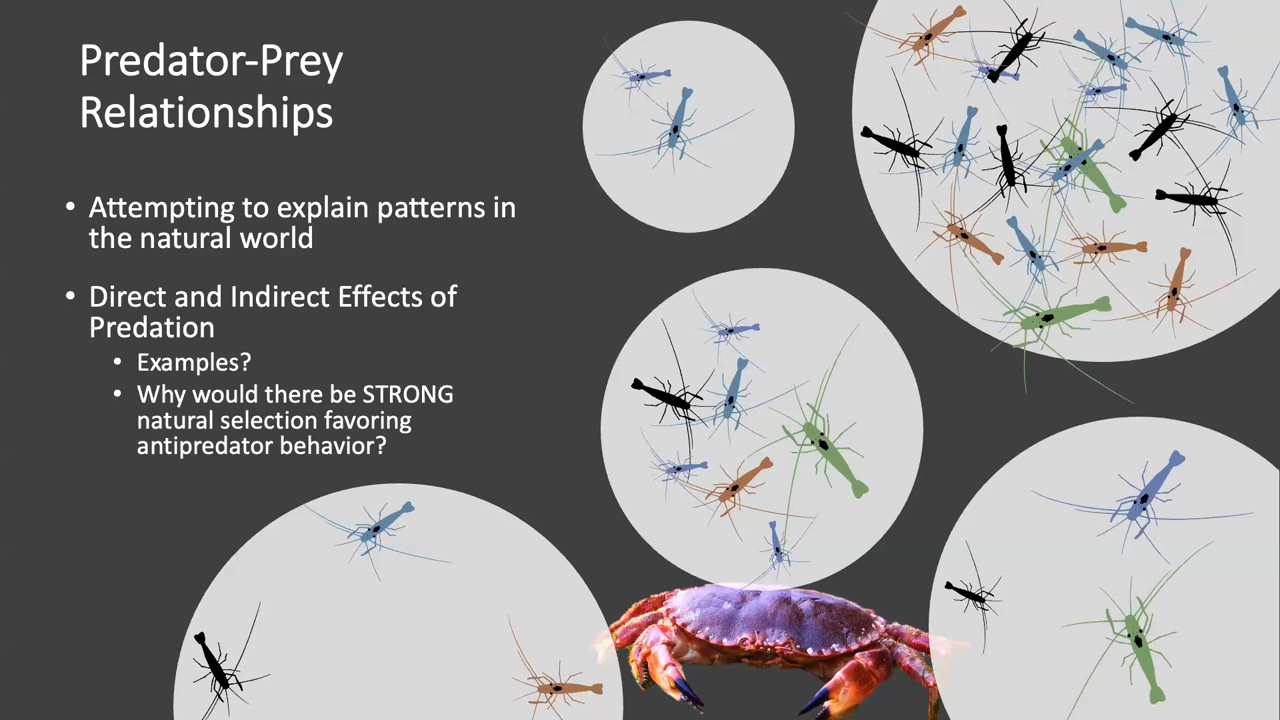 Predator-Prey
Relationships
• Attempting to explain patterns in
the natural world
• Direct and Indirect Effects of
Predation
• Examples?
• Why would there be STRONG
natural selection favoring
antipredator behavior?